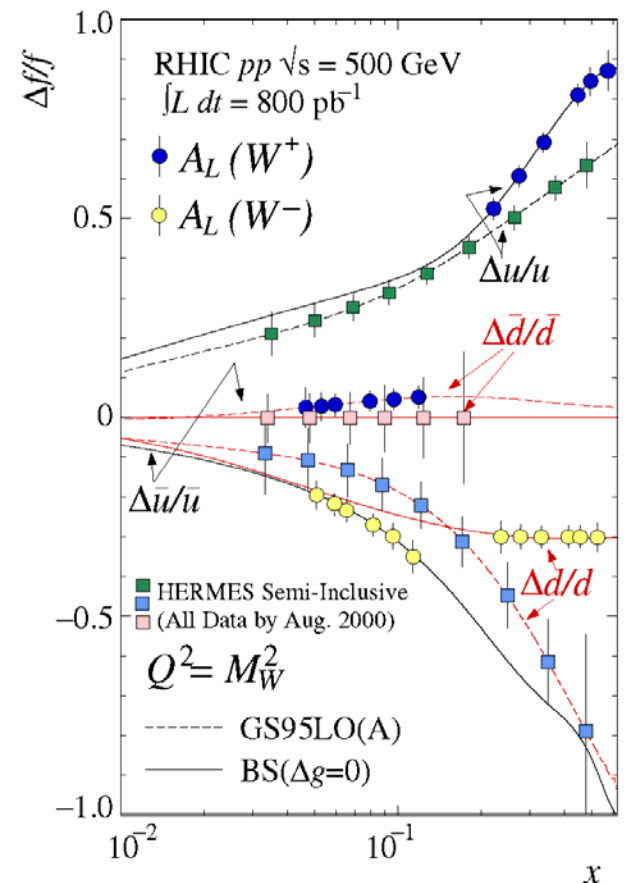 Δf/f
1.0
RHIC pp √s = 500 GeV
∫L dt = 800 pb⁻¹
A_L (W⁺)
A_L (W⁻)
0.5
Δu/u
Δd̄/d̄
0
Δū/ū
Δd/d
HERMES Semi-Inclusive
(All Data by Aug. 2000)
−0.5
Q² = M_W²
GS95LO(A)
BS(Δg=0)
−1.0
10⁻²
10⁻¹
x